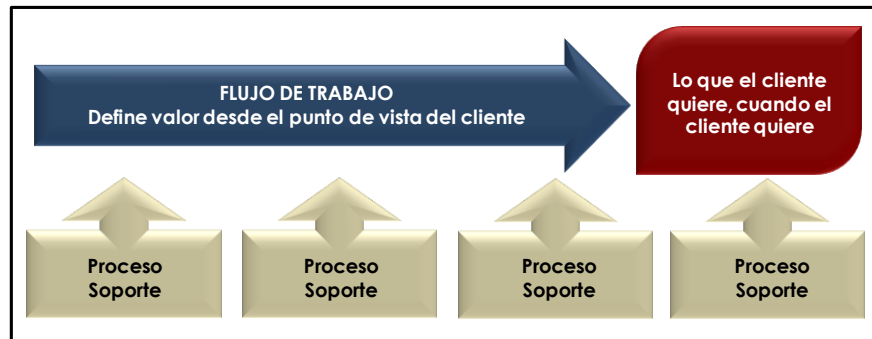 FLUJO DE TRABAJO
Define valor desde el punto de vista del cliente
Lo que el cliente
quiere, cuando el
cliente quiere
Proceso
Soporte
Proceso
Soporte
Proceso
Soporte
Proceso
Soporte